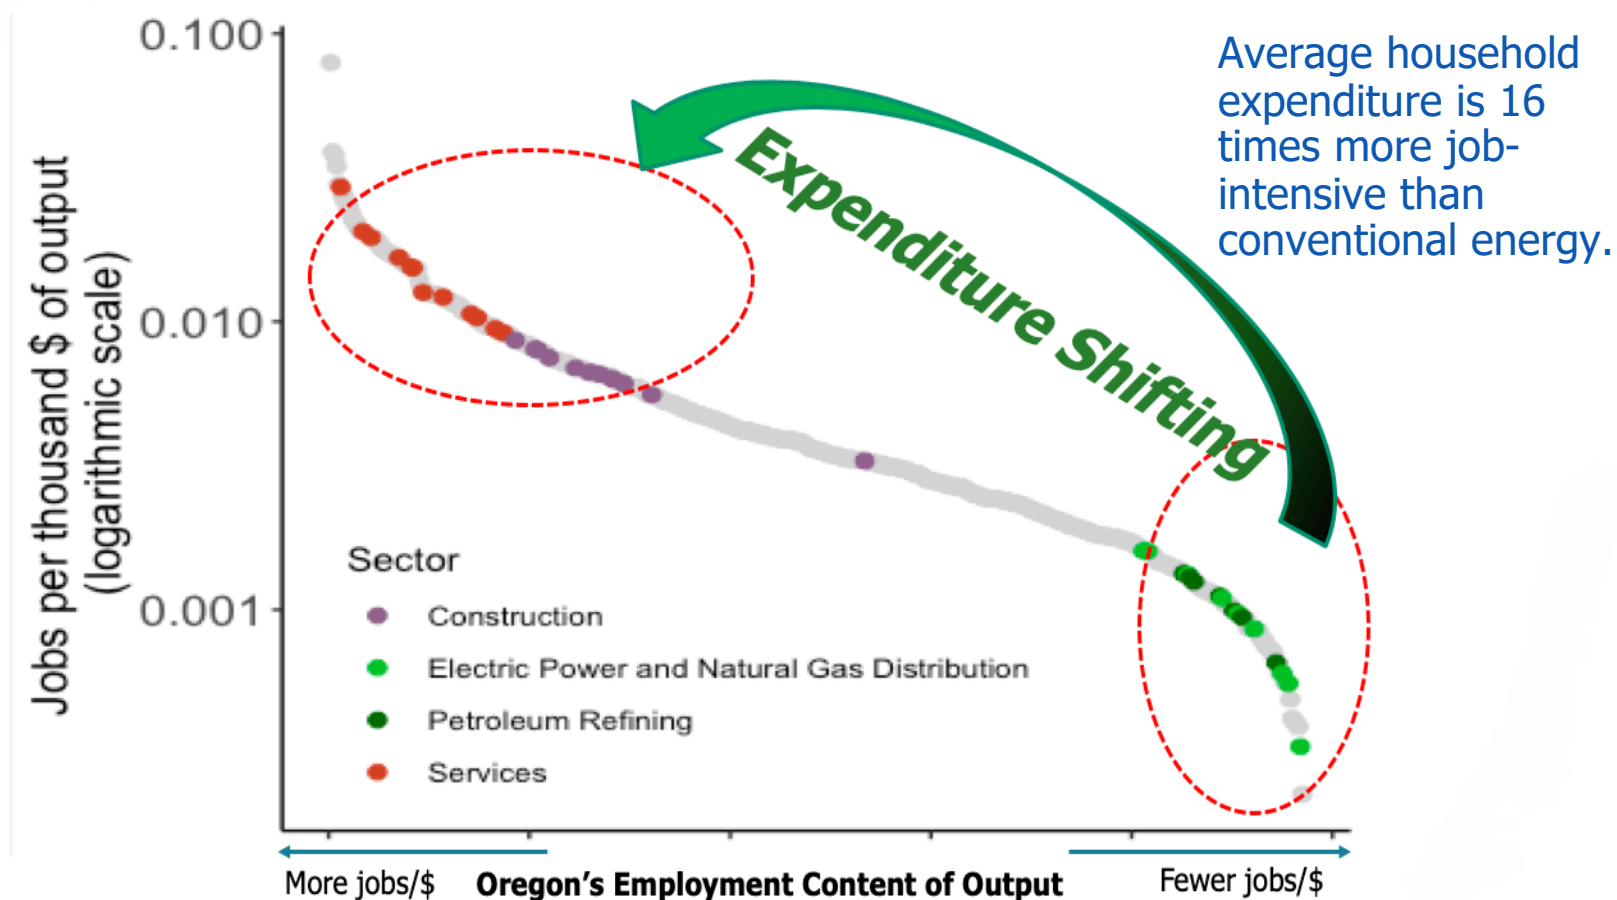 Average household
expenditure is 16
times more job-
intensive than
conventional energy.
Expenditure Shifting
Jobs per thousand $ of output
(logarithmic scale)
0.100
0.010
0.001
Sector
Construction
Electric Power and Natural Gas Distribution
Petroleum Refining
Services
More jobs/$
Oregon’s Employment Content of Output
Fewer jobs/$